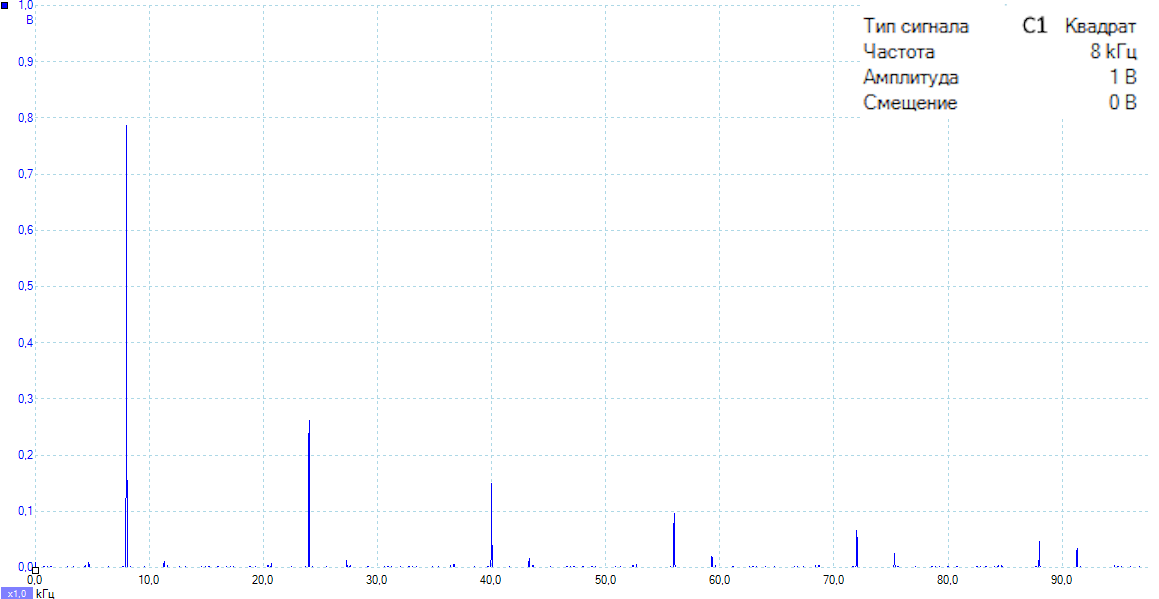 1,0
В
0,9
0,8
0,7
0,6
0,5
0,4
0,3
0,2
0,1
0,0
Тип сигнала C1 Квадрат
Частота 8 кГц
Амплитуда 1 В
Смещение 0 В
0,0 10,0 20,0 30,0 40,0 50,0 60,0 70,0 80,0 90,0
x1,0 кГц